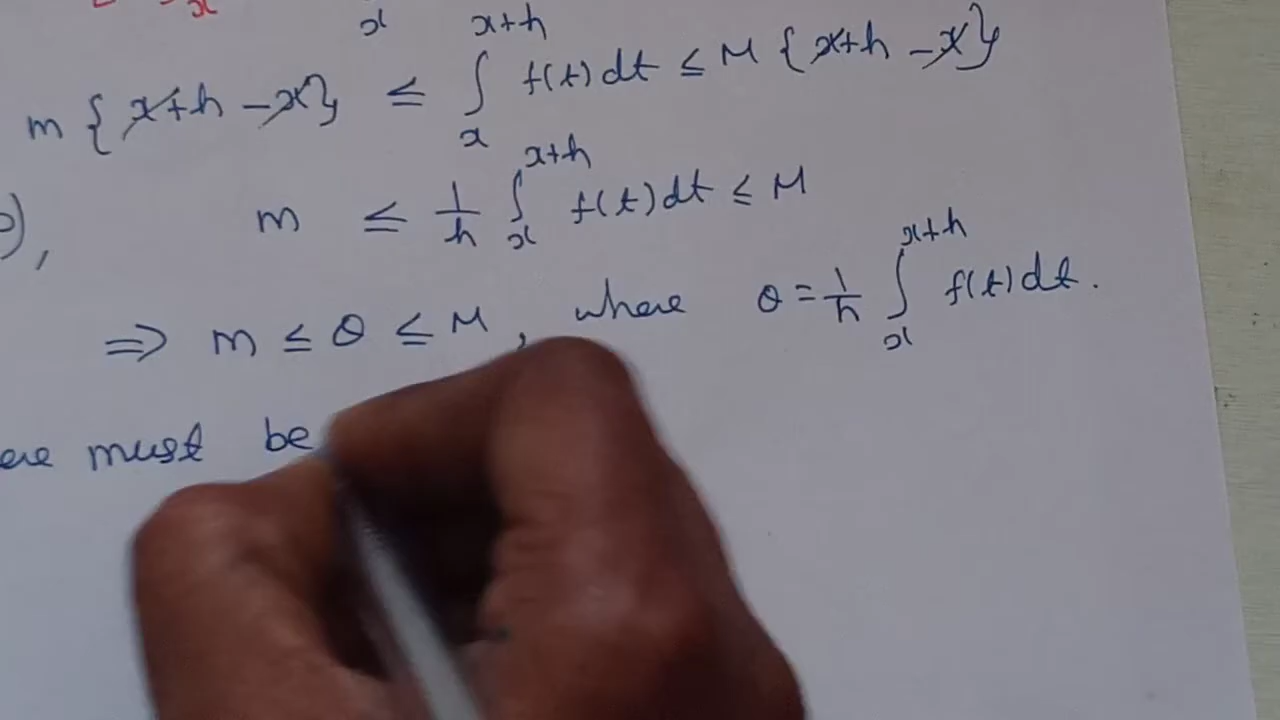 x x+h
m {x+h -x} ≤ ∫ f(t) dt ≤ M {x+h -x}
x
x+h
m ≤ 1/h ∫ f(t) dt ≤ M
x
x+h
⇒ m ≤ θ ≤ M, where θ = 1/h ∫ f(t) dt.
x
must be